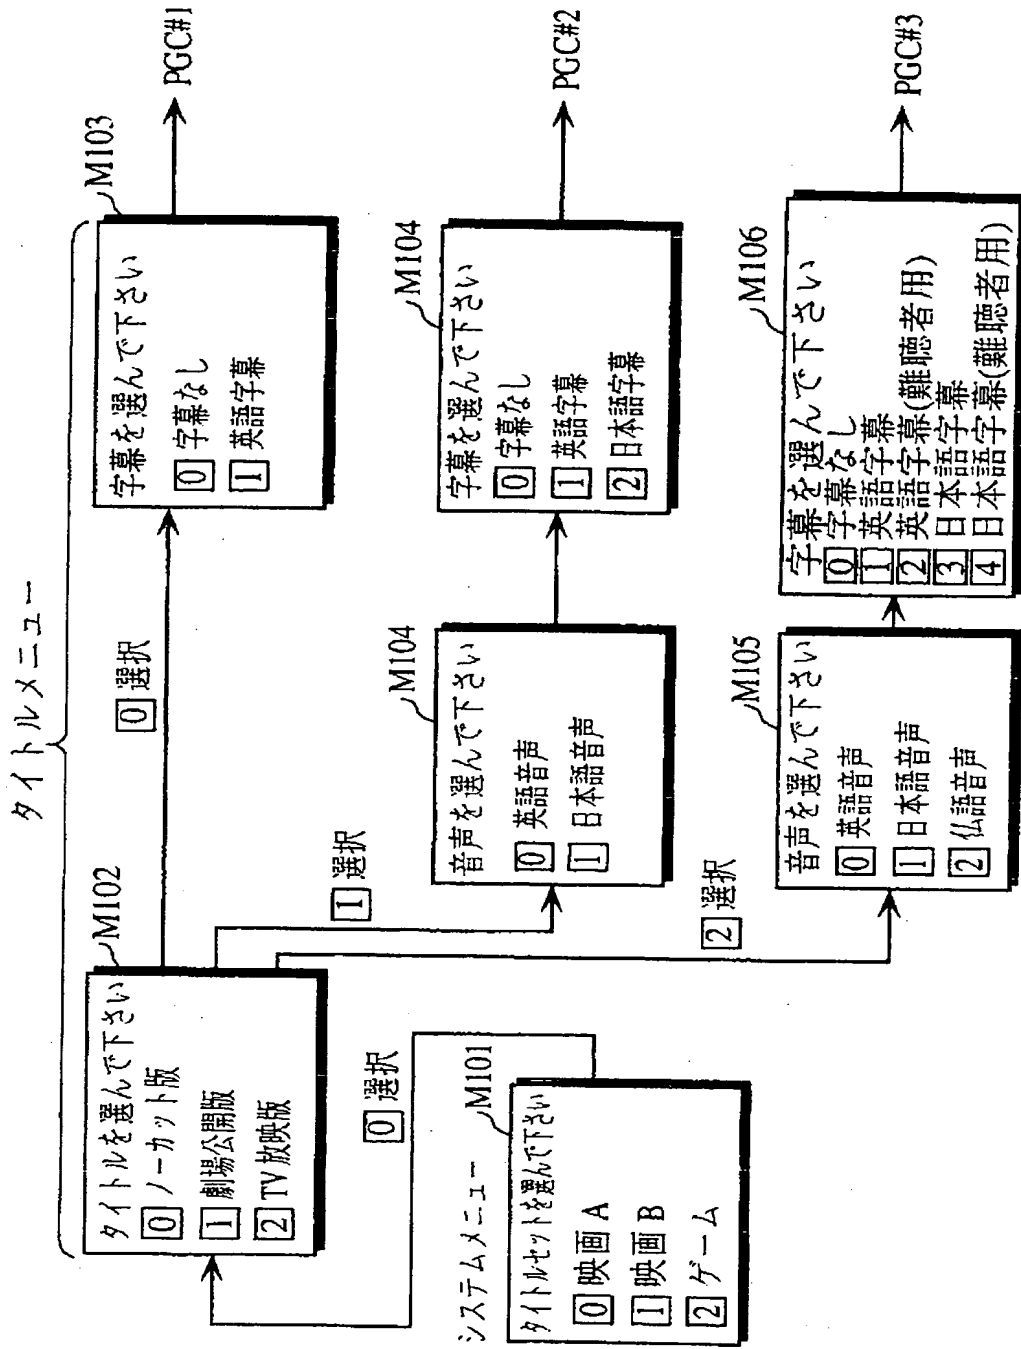 タイトルメニュー
システムメニュー
M101
タイトルセットを選んで下さい
0 映画 A
1 映画 B
2 ゲーム
0 選択
M102
タイトルを選んで下さい
0 ノーカット版
1 劇場公開版
2 TV放映版
0 選択
M103
字幕を選んで下さい
0 字幕なし
1 英語字幕
PGC#1
1 選択
M104
音声を選んで下さい
0 英語音声
1 日本語音声
M104
字幕を選んで下さい
0 字幕なし
1 英語字幕
2 日本語字幕
PGC#2
2 選択
M105
音声を選んで下さい
0 英語音声
1 日本語音声
2 仏語音声
M106
字幕を選んで下さい
0 字幕なし
1 英語字幕
2 英語字幕(難聴者用)
3 日本語字幕
4 日本語字幕(難聴者用)
PGC#3